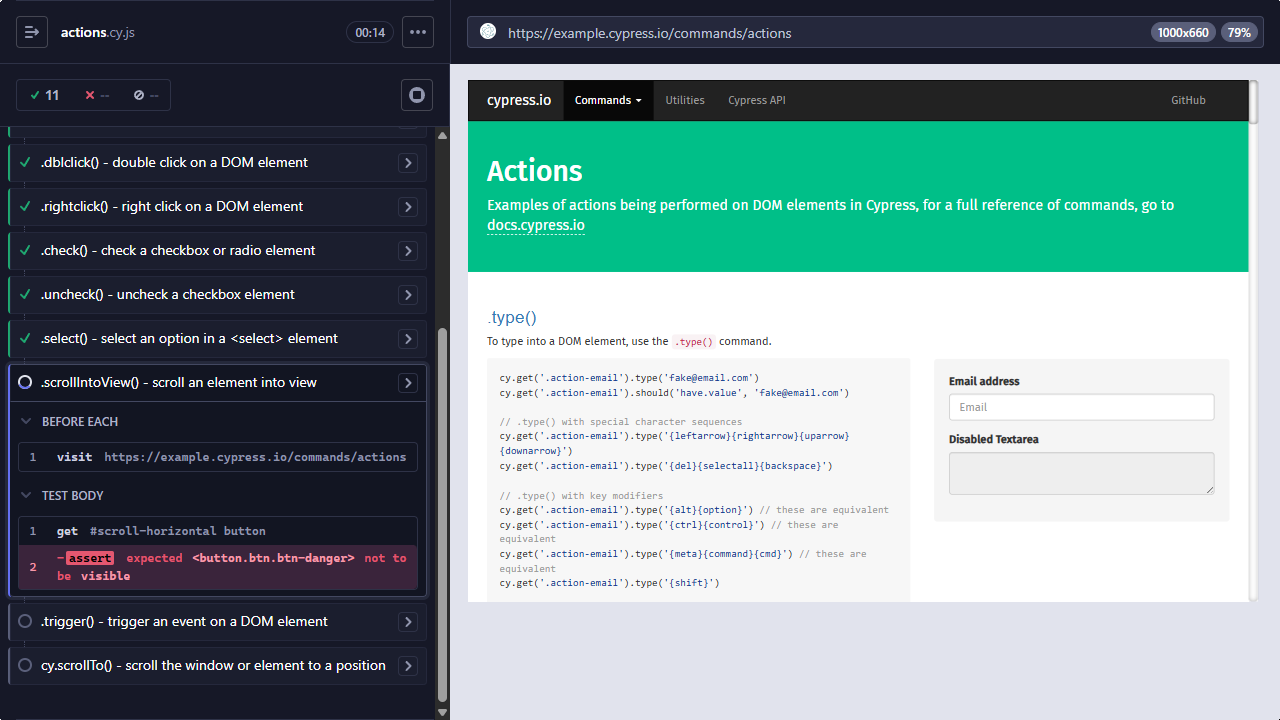 actions.cy.js
00:14
11
--
--
.dblclick() - double click on a DOM element
.rightclick() - right click on a DOM element
.check() - check a checkbox or radio element
.uncheck() - uncheck a checkbox element
.select() - select an option in a <select> element
.scrollIntoView() - scroll an element into view
BEFORE EACH
1 visit https://example.cypress.io/commands/actions
TEST BODY
1 get #scroll-horizontal button
2 -assert expected <button.btn.btn-danger> not to
be visible
.trigger() - trigger an event on a DOM element
cy.scrollTo() - scroll the window or element to a position
https://example.cypress.io/commands/actions
1000x660
79%
cypress.io
Commands
Utilities
Cypress API
GitHub
Actions
Examples of actions being performed on DOM elements in Cypress, for a full reference of commands, go to
docs.cypress.io
.type()
To type into a DOM element, use the .type() command.
cy.get('.action-email').type('fake@email.com')
cy.get('.action-email').should('have.value', 'fake@email.com')
// .type() with special character sequences
cy.get('.action-email').type('{leftarrow}{rightarrow}{uparrow}
{downarrow}')
cy.get('.action-email').type('{del}{selectall}{backspace}')
// .type() with key modifiers
cy.get('.action-email').type('{alt}{option}') // these are equivalent
cy.get('.action-email').type('{ctrl}{control}') // these are
equivalent
cy.get('.action-email').type('{meta}{command}{cmd}') // these are
equivalent
cy.get('.action-email').type('{shift}')
Email address
Email
Disabled Textarea